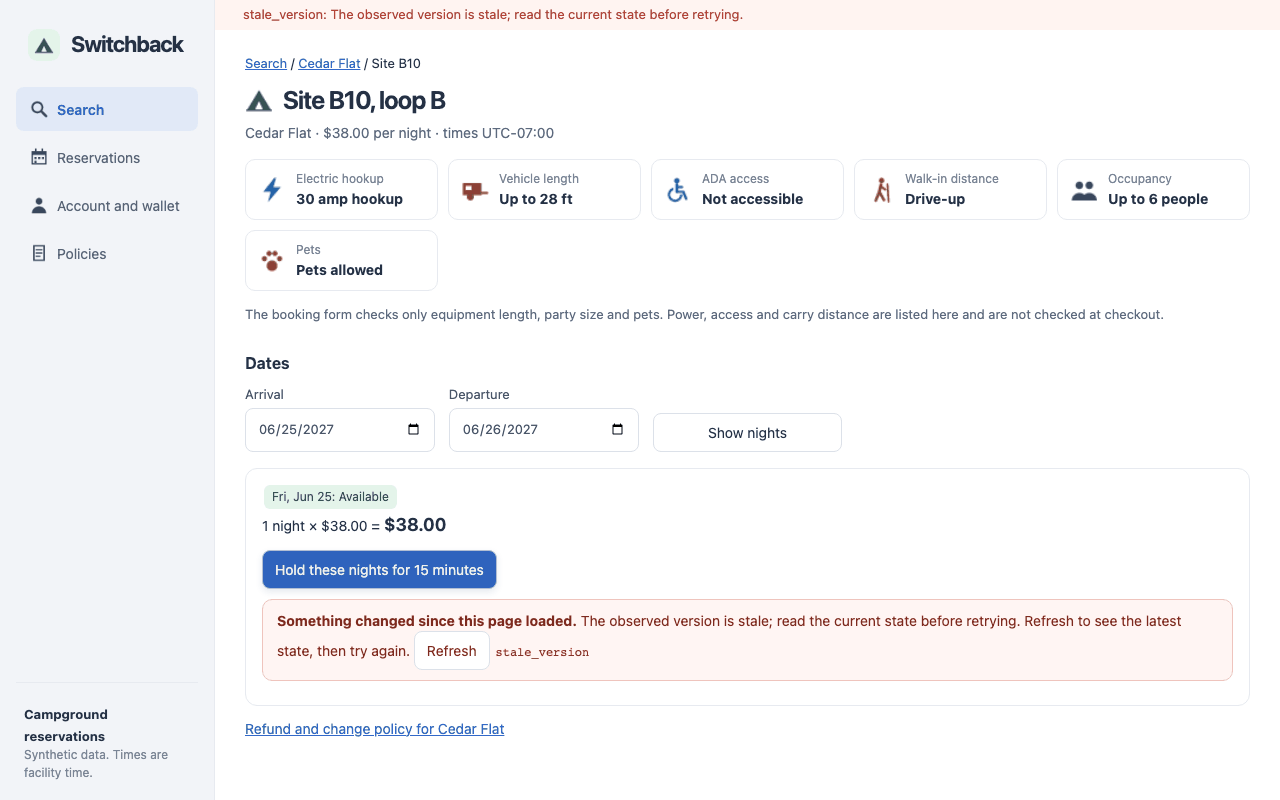 stale_version: The observed version is stale; read the current state before retrying.
Switchback
Search
Reservations
Account and wallet
Policies
Campground
reservations
Synthetic data. Times are
facility time.
Search / Cedar Flat / Site B10
Site B10, loop B
Cedar Flat · $38.00 per night · times UTC-07:00
Electric hookup
30 amp hookup
Vehicle length
Up to 28 ft
ADA access
Not accessible
Walk-in distance
Drive-up
Occupancy
Up to 6 people
Pets
Pets allowed
The booking form checks only equipment length, party size and pets. Power, access and carry distance are listed here and are not checked at checkout.
Dates
Arrival
06/25/2027
Departure
06/26/2027
Show nights
Fri, Jun 25: Available
1 night × $38.00 = $38.00
Hold these nights for 15 minutes
Something changed since this page loaded. The observed version is stale; read the current state before retrying. Refresh to see the latest
state, then try again. Refresh stale_version
Refund and change policy for Cedar Flat